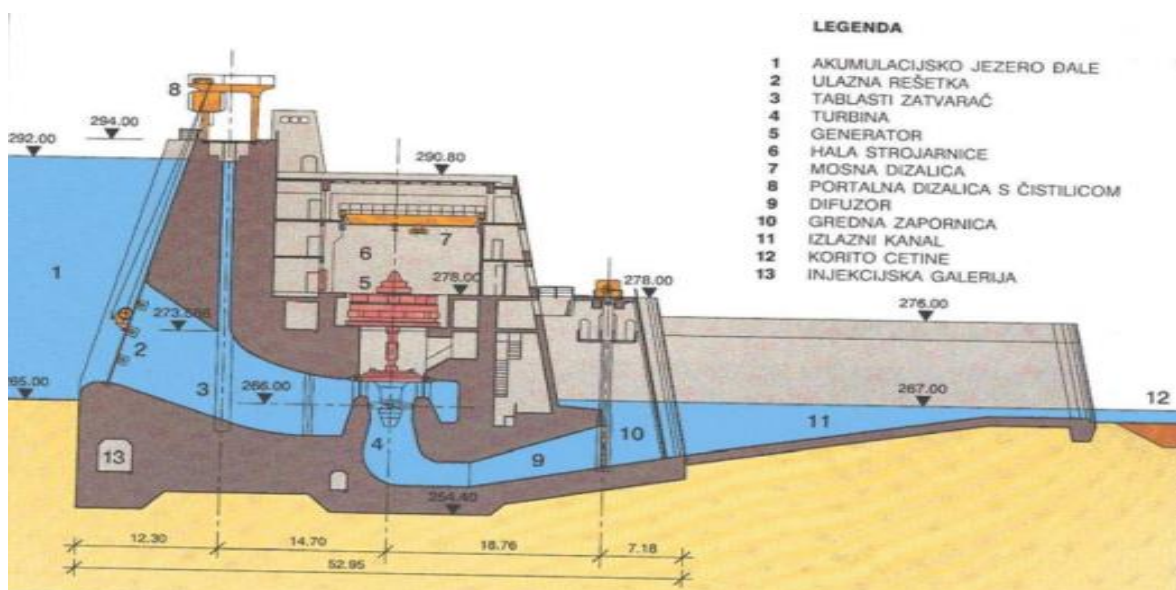 LEGENDA
1 AKUMULACIJSKO JEZERO ĐALE
2 ULAZNA REŠETKA
3 TABLASTI ZATVARAČ
4 TURBINA
5 GENERATOR
6 HALA STROJARNICE
7 MOSNA DIZALICA
8 PORTALNA DIZALICA S ČISTILICOM
9 DIFUZOR
10 GREDNA ZAPORNICA
11 IZLAZNI KANAL
12 KORITO CETINE
13 INJEKCIJSKA GALERIJA
8
294.00
292.00
290.80
7
1
6
5
278.00
278.00
276.00
2
3
266.00
265.00
267.00
12
4
10
11
9
13
254.40
12.30
14.70
18.76
7.18
52.95